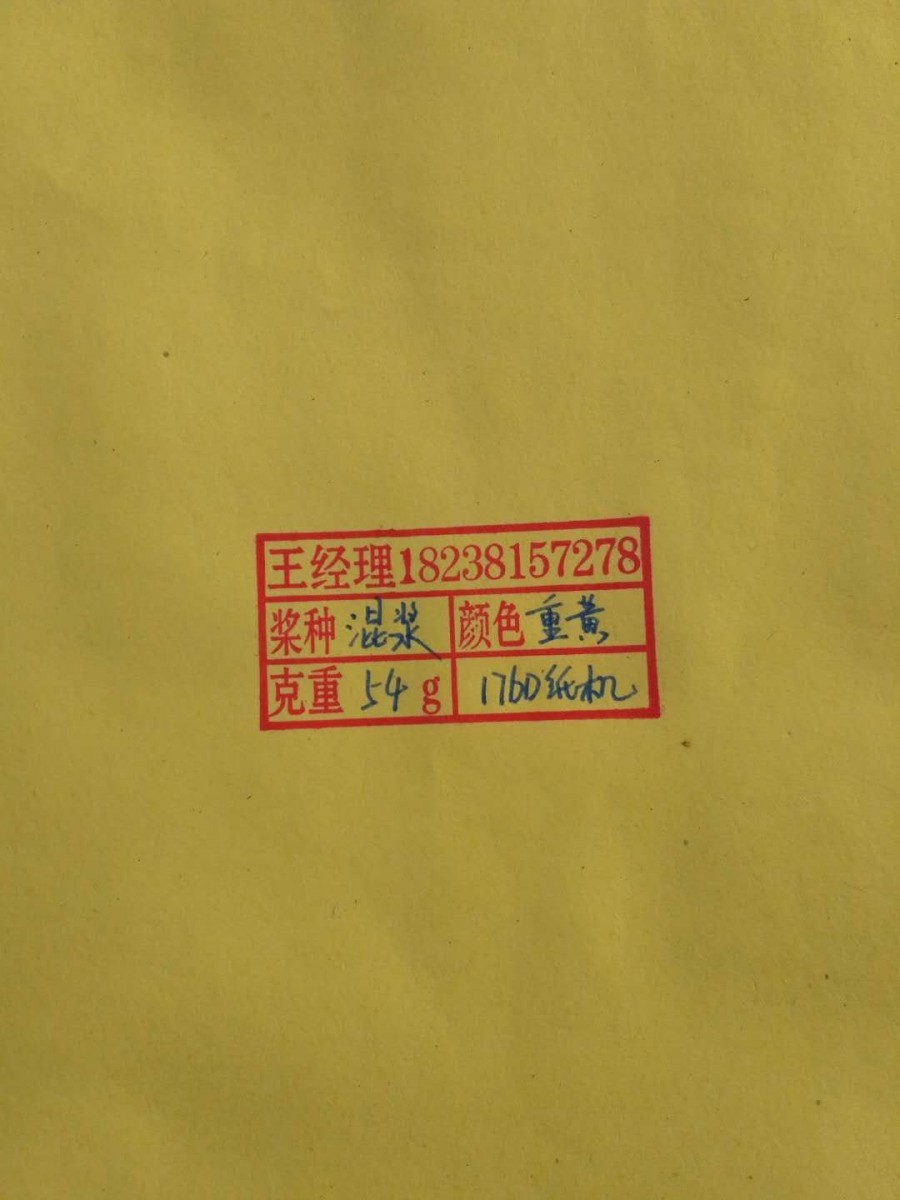 王经理18238157278
桨种 混浆 颜色 重黄
克重 54 g 1760纸机